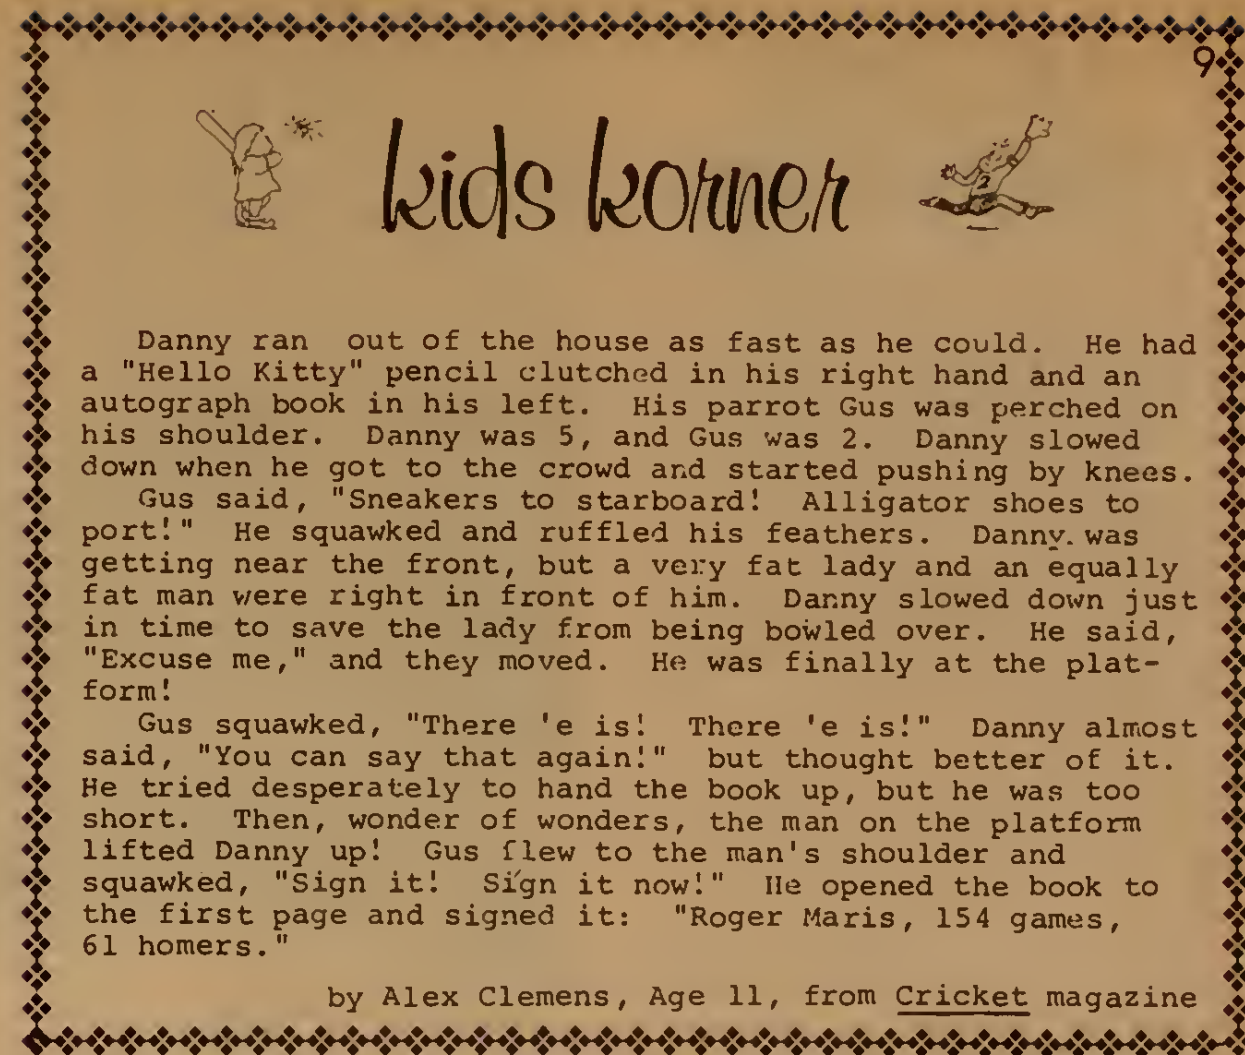 9
kids korner
2
Danny ran out of the house as fast as he could. He had
a "Hello Kitty" pencil clutched in his right hand and an
autograph book in his left. His parrot Gus was perched on
his shoulder. Danny was 5, and Gus was 2. Danny slowed
down when he got to the crowd and started pushing by knees.
Gus said, "Sneakers to starboard! Alligator shoes to
port!" He squawked and ruffled his feathers. Danny was
getting near the front, but a very fat lady and an equally
fat man were right in front of him. Danny slowed down just
in time to save the lady from being bowled over. He said,
"Excuse me," and they moved. He was finally at the plat-
form!
Gus squawked, "There 'e is! There 'e is!" Danny almost
said, "You can say that again!" but thought better of it.
He tried desperately to hand the book up, but he was too
short. Then, wonder of wonders, the man on the platform
lifted Danny up! Gus flew to the man's shoulder and
squawked, "Sign it! Sign it now!" He opened the book to
the first page and signed it: "Roger Maris, 154 games,
61 homers."
by Alex Clemens, Age 11, from Cricket magazine